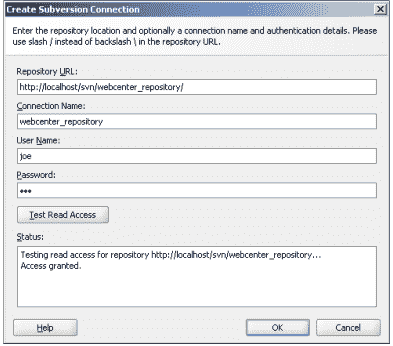 Create Subversion Connection
Enter the repository location and optionally a connection name and authentication details. Please
use slash / instead of backslash \ in the repository URL.
Repository URL:
http://localhost/svn/webcenter_repository/
Connection Name:
webcenter_repository
User Name:
joe
Password:
•••
Test Read Access
Status:
Testing read access for repository http://localhost/svn/webcenter_repository...
Access granted.
Help
OK
Cancel